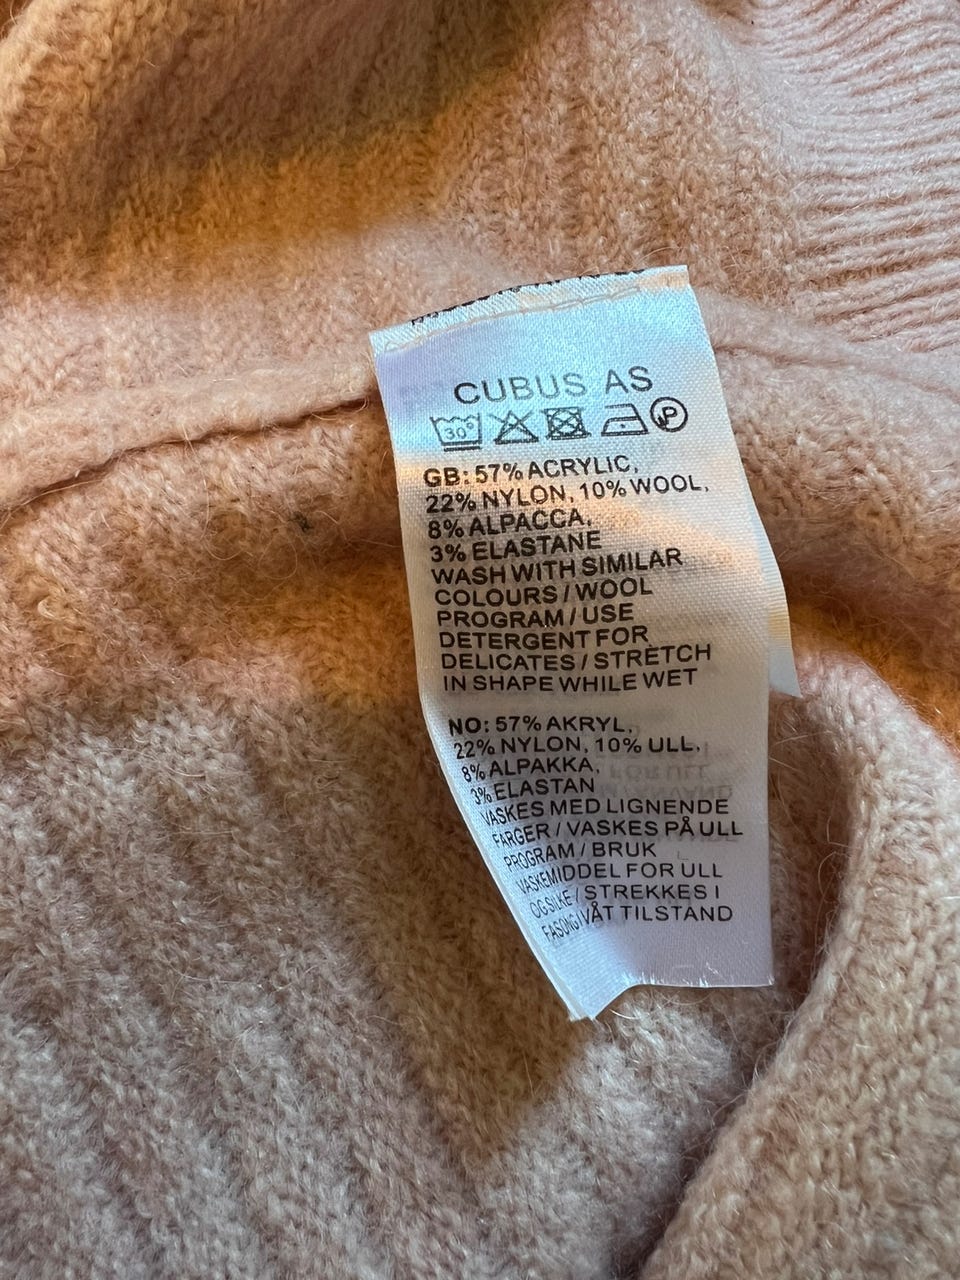 CUBUS AS
30° P
GB: 57% ACRYLIC,
22% NYLON, 10% WOOL,
8% ALPACCA,
3% ELASTANE
WASH WITH SIMILAR
COLOURS / WOOL
PROGRAM / USE
DETERGENT FOR
DELICATES / STRETCH
IN SHAPE WHILE WET
NO: 57% AKRYL,
22% NYLON, 10% ULL,
8% ALPAKKA,
3% ELASTAN
VASKES MED LIGNENDE
FARGER / VASKES PÅ ULL
PROGRAM / BRUK
VASKEMIDDEL FOR ULL
OG SILKE / STREKKES I
FASONG I VÅT TILSTAND